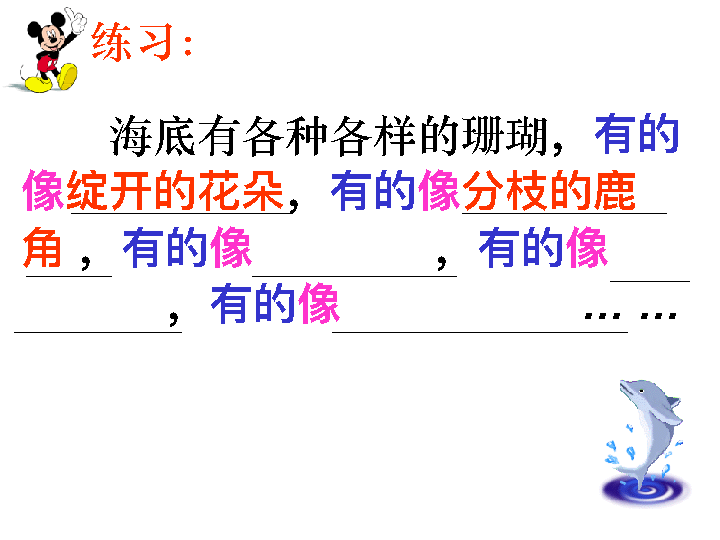 练习：
海底有各种各样的珊瑚，有的
像绽开的花朵，有的像分枝的鹿
角，有的像，有的像
，有的像……